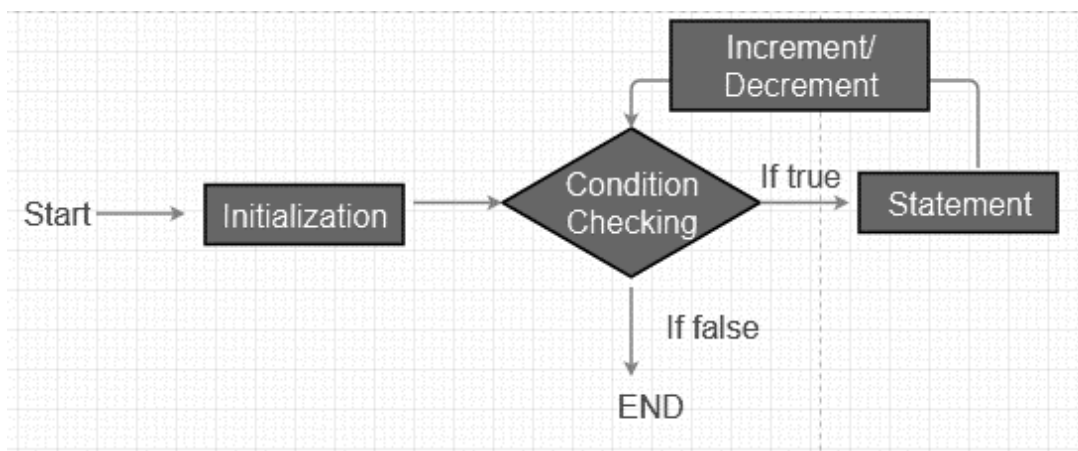 Increment/
Decrement
Start
Initialization
Condition
Checking
If true
Statement
If false
END